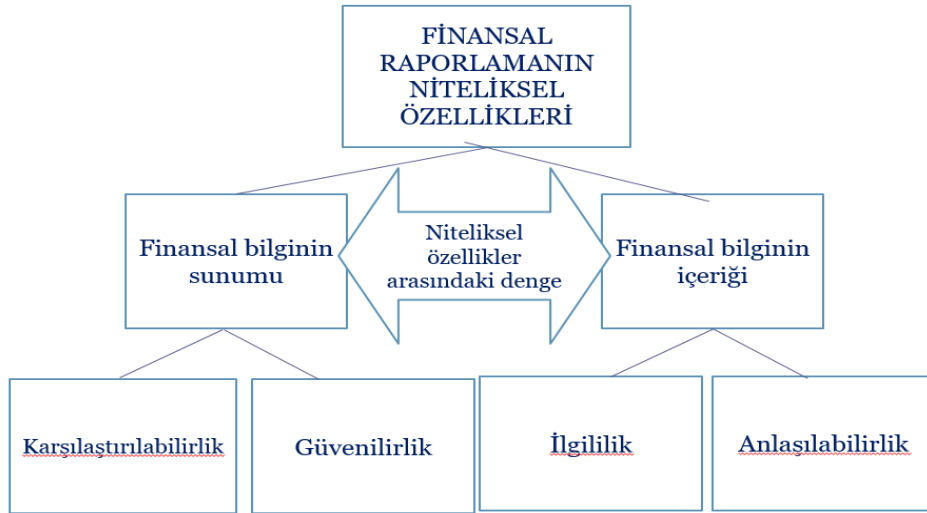 FİNANSAL
RAPORLAMANIN
NİTELİKSEL
ÖZELLİKLERİ
Finansal bilginin
sunumu
Niteliksel
özellikler
arasındaki denge
Finansal bilginin
içeriği
Karşılaştırılabilirlik
Güvenilirlik
İlgililik
Anlaşılabilirlik